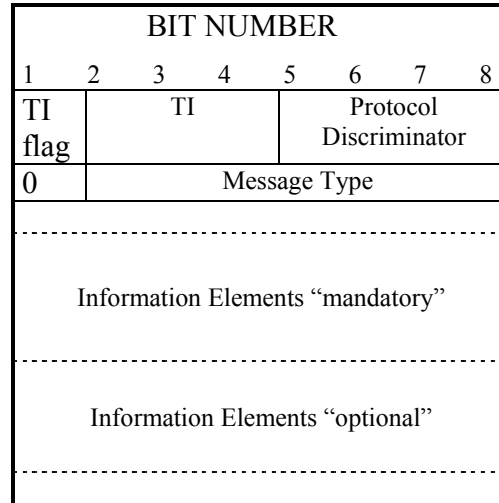 BIT NUMBER
1 2 3 4 5 6 7 8
TI flag
TI
Protocol Discriminator
0 Message Type
Information Elements “mandatory”
Information Elements “optional”